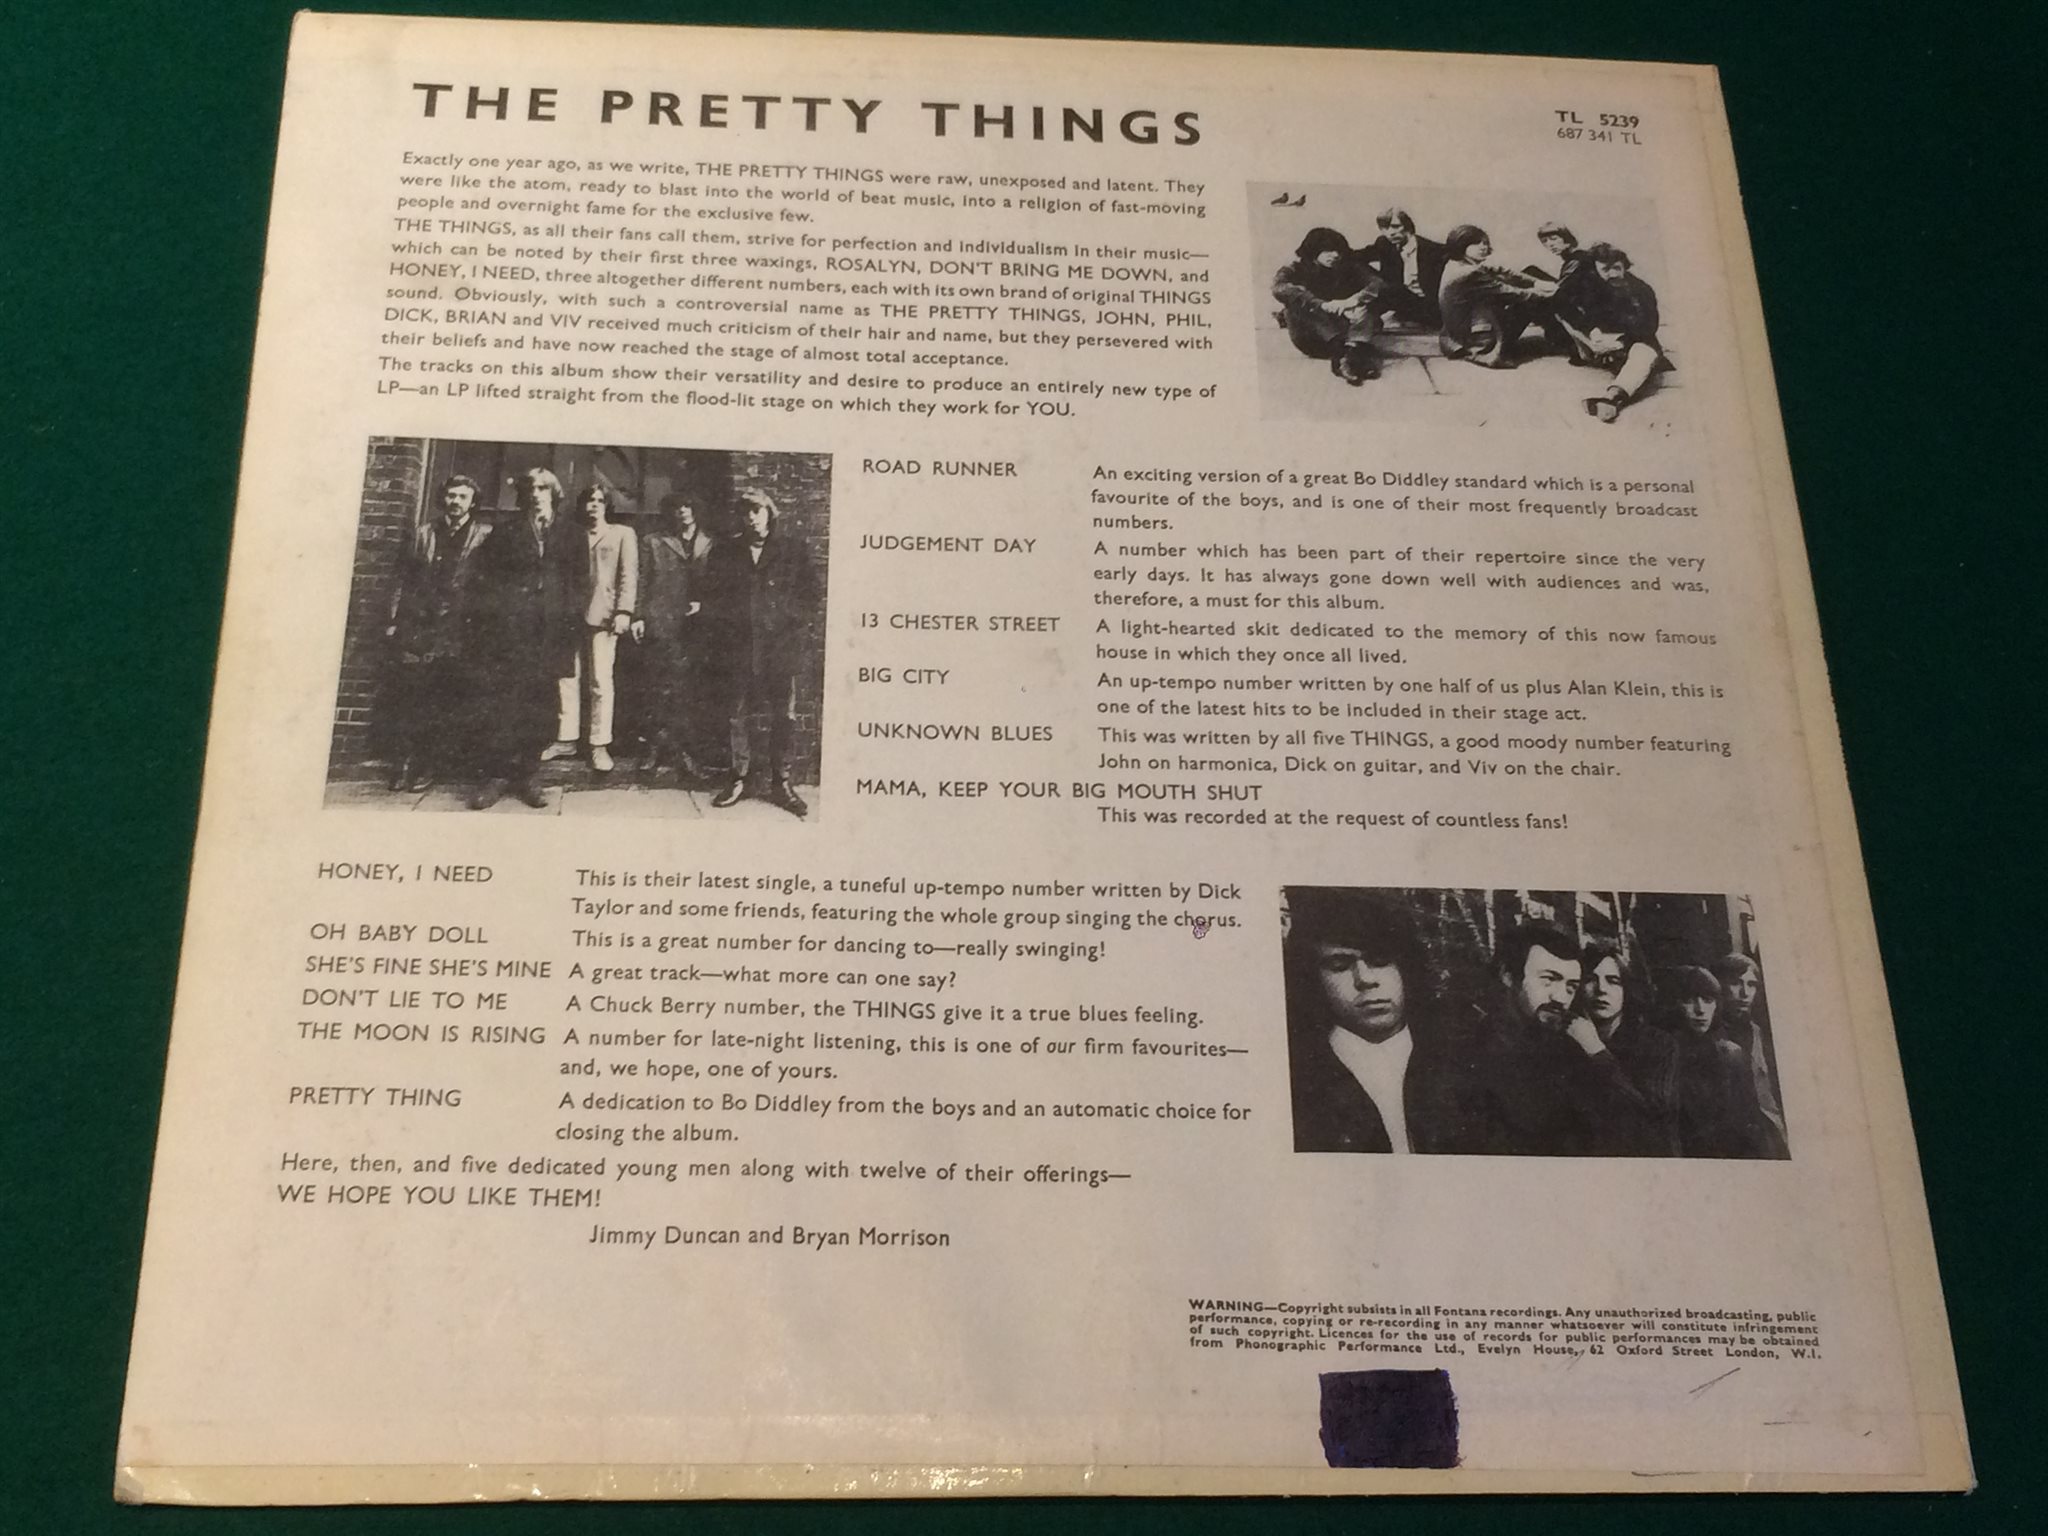 THE PRETTY THINGS
TL 5239
687 341 TL
Exactly one year ago, as we write, THE PRETTY THINGS were raw, unexposed and latent. They
were like the atom, ready to blast into the world of beat music, into a religion of fast-moving
people and overnight fame for the exclusive few.
THE THINGS, as all their fans call them, strive for perfection and individualism in their music—
which can be noted by their first three waxings, ROSALYN, DON'T BRING ME DOWN, and
HONEY, I NEED, three altogether different numbers, each with its own brand of original THINGS
sound. Obviously, with such a controversial name as THE PRETTY THINGS, JOHN, PHIL,
DICK, BRIAN and VIV received much criticism of their hair and name, but they persevered with
their beliefs and have now reached the stage of almost total acceptance.
The tracks on this album show their versatility and desire to produce an entirely new type of
LP—an LP lifted straight from the flood-lit stage on which they work for YOU.
ROAD RUNNER An exciting version of a great Bo Diddley standard which is a personal
favourite of the boys, and is one of their most frequently broadcast
numbers.
JUDGEMENT DAY A number which has been part of their repertoire since the very
early days. It has always gone down well with audiences and was,
therefore, a must for this album.
13 CHESTER STREET A light-hearted skit dedicated to the memory of this now famous
house in which they once all lived.
BIG CITY An up-tempo number written by one half of us plus Alan Klein, this is
one of the latest hits to be included in their stage act.
UNKNOWN BLUES This was written by all five THINGS, a good moody number featuring
John on harmonica, Dick on guitar, and Viv on the chair.
MAMA, KEEP YOUR BIG MOUTH SHUT
This was recorded at the request of countless fans!
HONEY, I NEED This is their latest single, a tuneful up-tempo number written by Dick
Taylor and some friends, featuring the whole group singing the chorus.
OH BABY DOLL This is a great number for dancing to—really swinging!
SHE'S FINE SHE'S MINE A great track—what more can one say?
DON'T LIE TO ME A Chuck Berry number, the THINGS give it a true blues feeling.
THE MOON IS RISING A number for late-night listening, this is one of our firm favourites—
and, we hope, one of yours.
PRETTY THING A dedication to Bo Diddley from the boys and an automatic choice for
closing the album.
Here, then, and five dedicated young men along with twelve of their offerings—
WE HOPE YOU LIKE THEM!
Jimmy Duncan and Bryan Morrison
WARNING—Copyright subsists in all Fontana recordings. Any unauthorized broadcasting, public
performance, copying or re-recording in any manner whatsoever will constitute infringement
of such copyright. Licences for the use of records for public performances may be obtained
from Phonographic Performance Ltd., Evelyn House, 62 Oxford Street London, W.1.